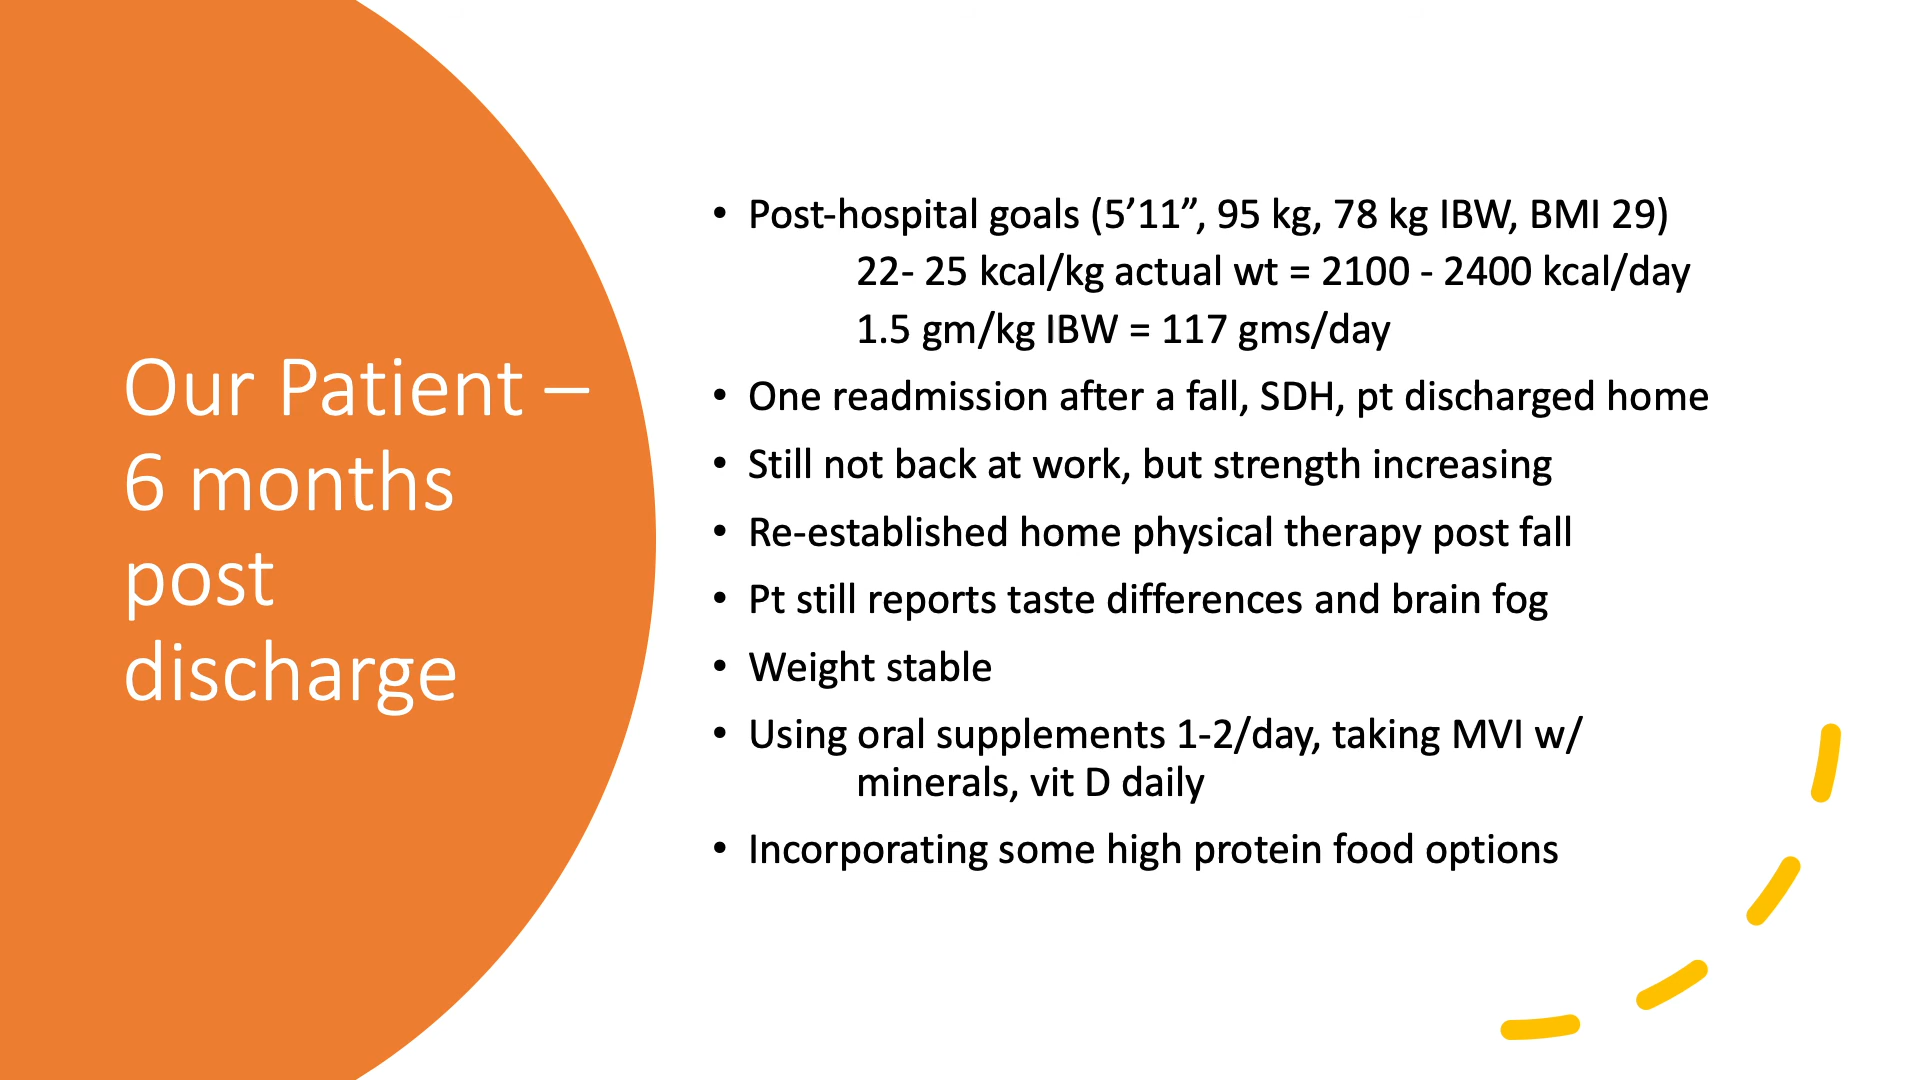 Our Patient –
6 months
post
discharge
• Post-hospital goals (5’11”, 95 kg, 78 kg IBW, BMI 29)
22- 25 kcal/kg actual wt = 2100 - 2400 kcal/day
1.5 gm/kg IBW = 117 gms/day
• One readmission after a fall, SDH, pt discharged home
• Still not back at work, but strength increasing
• Re-established home physical therapy post fall
• Pt still reports taste differences and brain fog
• Weight stable
• Using oral supplements 1-2/day, taking MVI w/
minerals, vit D daily
• Incorporating some high protein food options